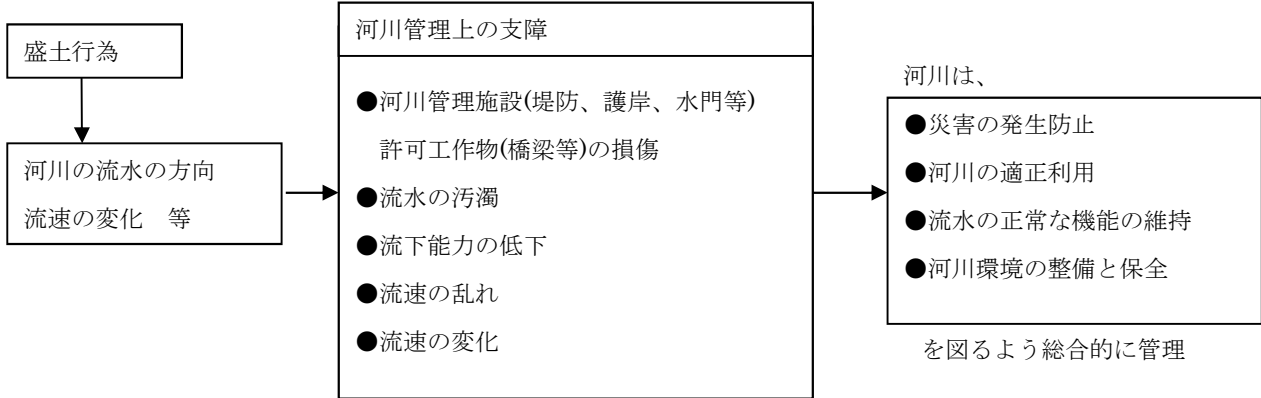 盛土行為
河川の流水の方向
流速の変化　等
河川管理上の支障
●河川管理施設(堤防、護岸、水門等)
許可工作物(橋梁等)の損傷
●流水の汚濁
●流下能力の低下
●流速の乱れ
●流速の変化
河川は、
●災害の発生防止
●河川の適正利用
●流水の正常な機能の維持
●河川環境の整備と保全
を図るよう総合的に管理